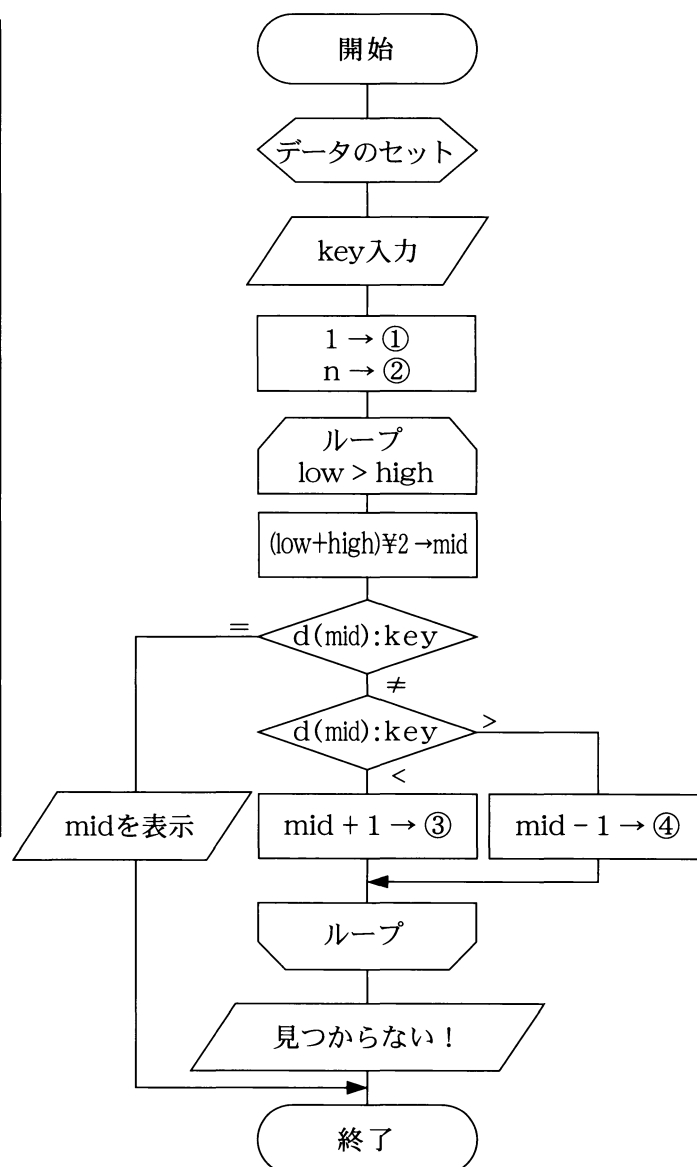 開始
データのセット
key入力
1 → ①
n → ②
ループ
low > high
(low+high)¥2→mid
=
d(mid):key
≠
d(mid):key
>
<
midを表示
mid + 1 → ③
mid − 1 → ④
ループ
見つからない!
終了